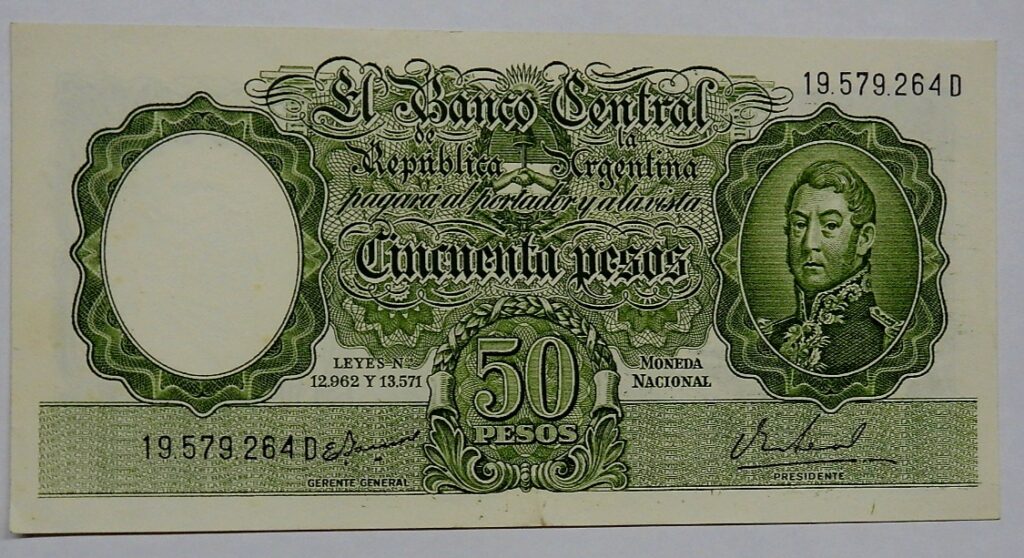 19.579.264 D
El Banco Central
de la
República Argentina
pagará al portador y a la vista
Cincuenta pesos
LEYES Nos.
12.962 Y 13.571
50
PESOS
MONEDA
NACIONAL
19.579.264 D
GERENTE GENERAL
PRESIDENTE